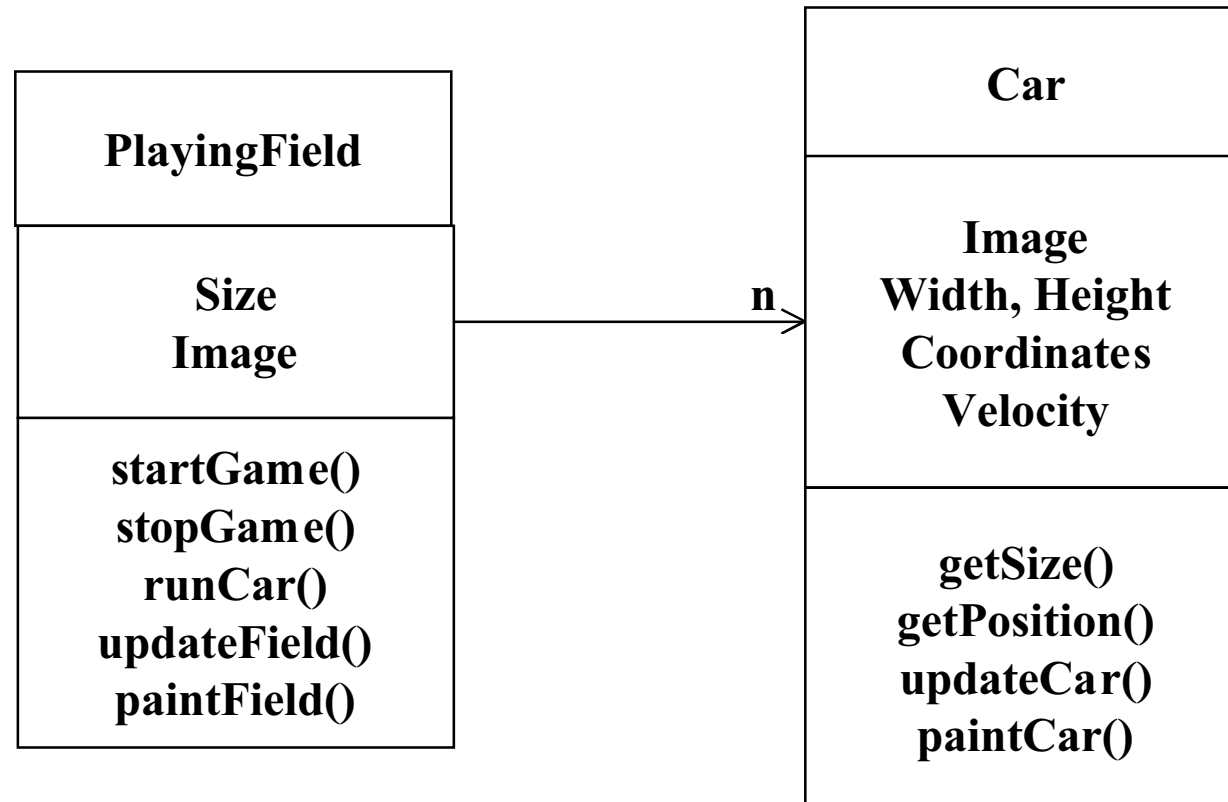 PlayingField
Size
Image
startGame()
stopGame()
runCar()
updateField()
paintField()
n
Car
Image
Width, Height
Coordinates
Velocity
getSize()
getPosition()
updateCar()
paintCar()